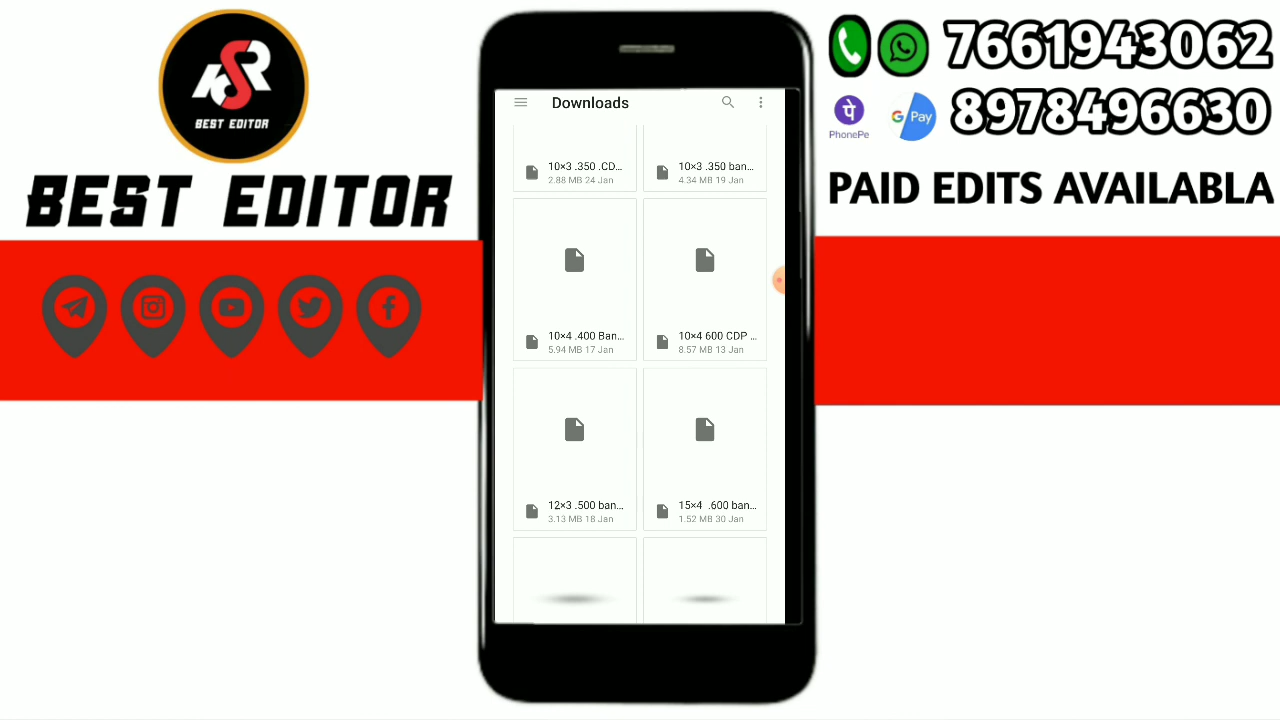 KSR
BEST EDITOR
BEST EDITOR
7661943062
8978496630
पे
PhonePe
G Pay
PAID EDITS AVAILABLA
Downloads
10×3 .350 .CD...
2.88 MB 24 Jan
10×3 .350 ban...
4.34 MB 19 Jan
10×4 .400 Ban...
5.94 MB 17 Jan
10×4 600 CDP ...
8.57 MB 13 Jan
12×3 .500 ban...
3.13 MB 18 Jan
15×4 .600 ban...
1.52 MB 30 Jan